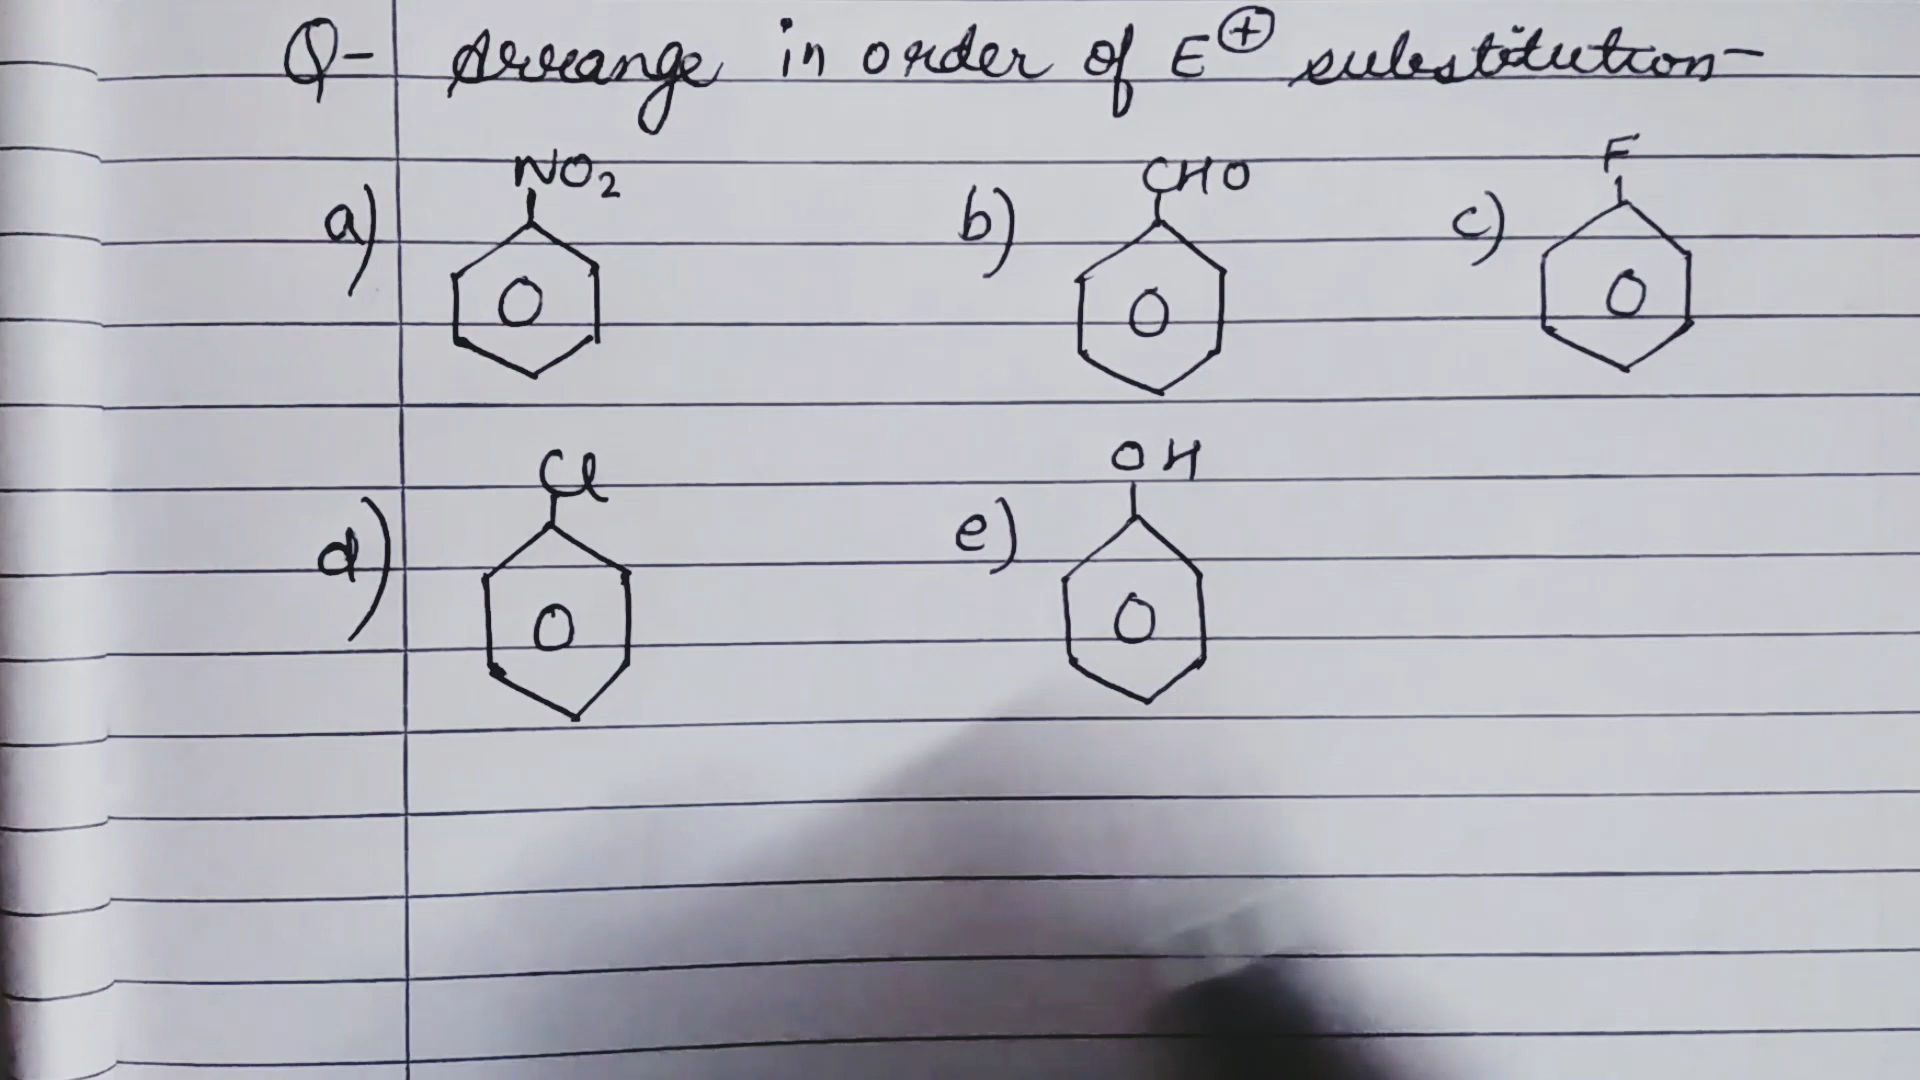 Q- Arrange in order of E⊕ substitution-
a) NO₂ b) CHO c) F
d) Cl e) OH